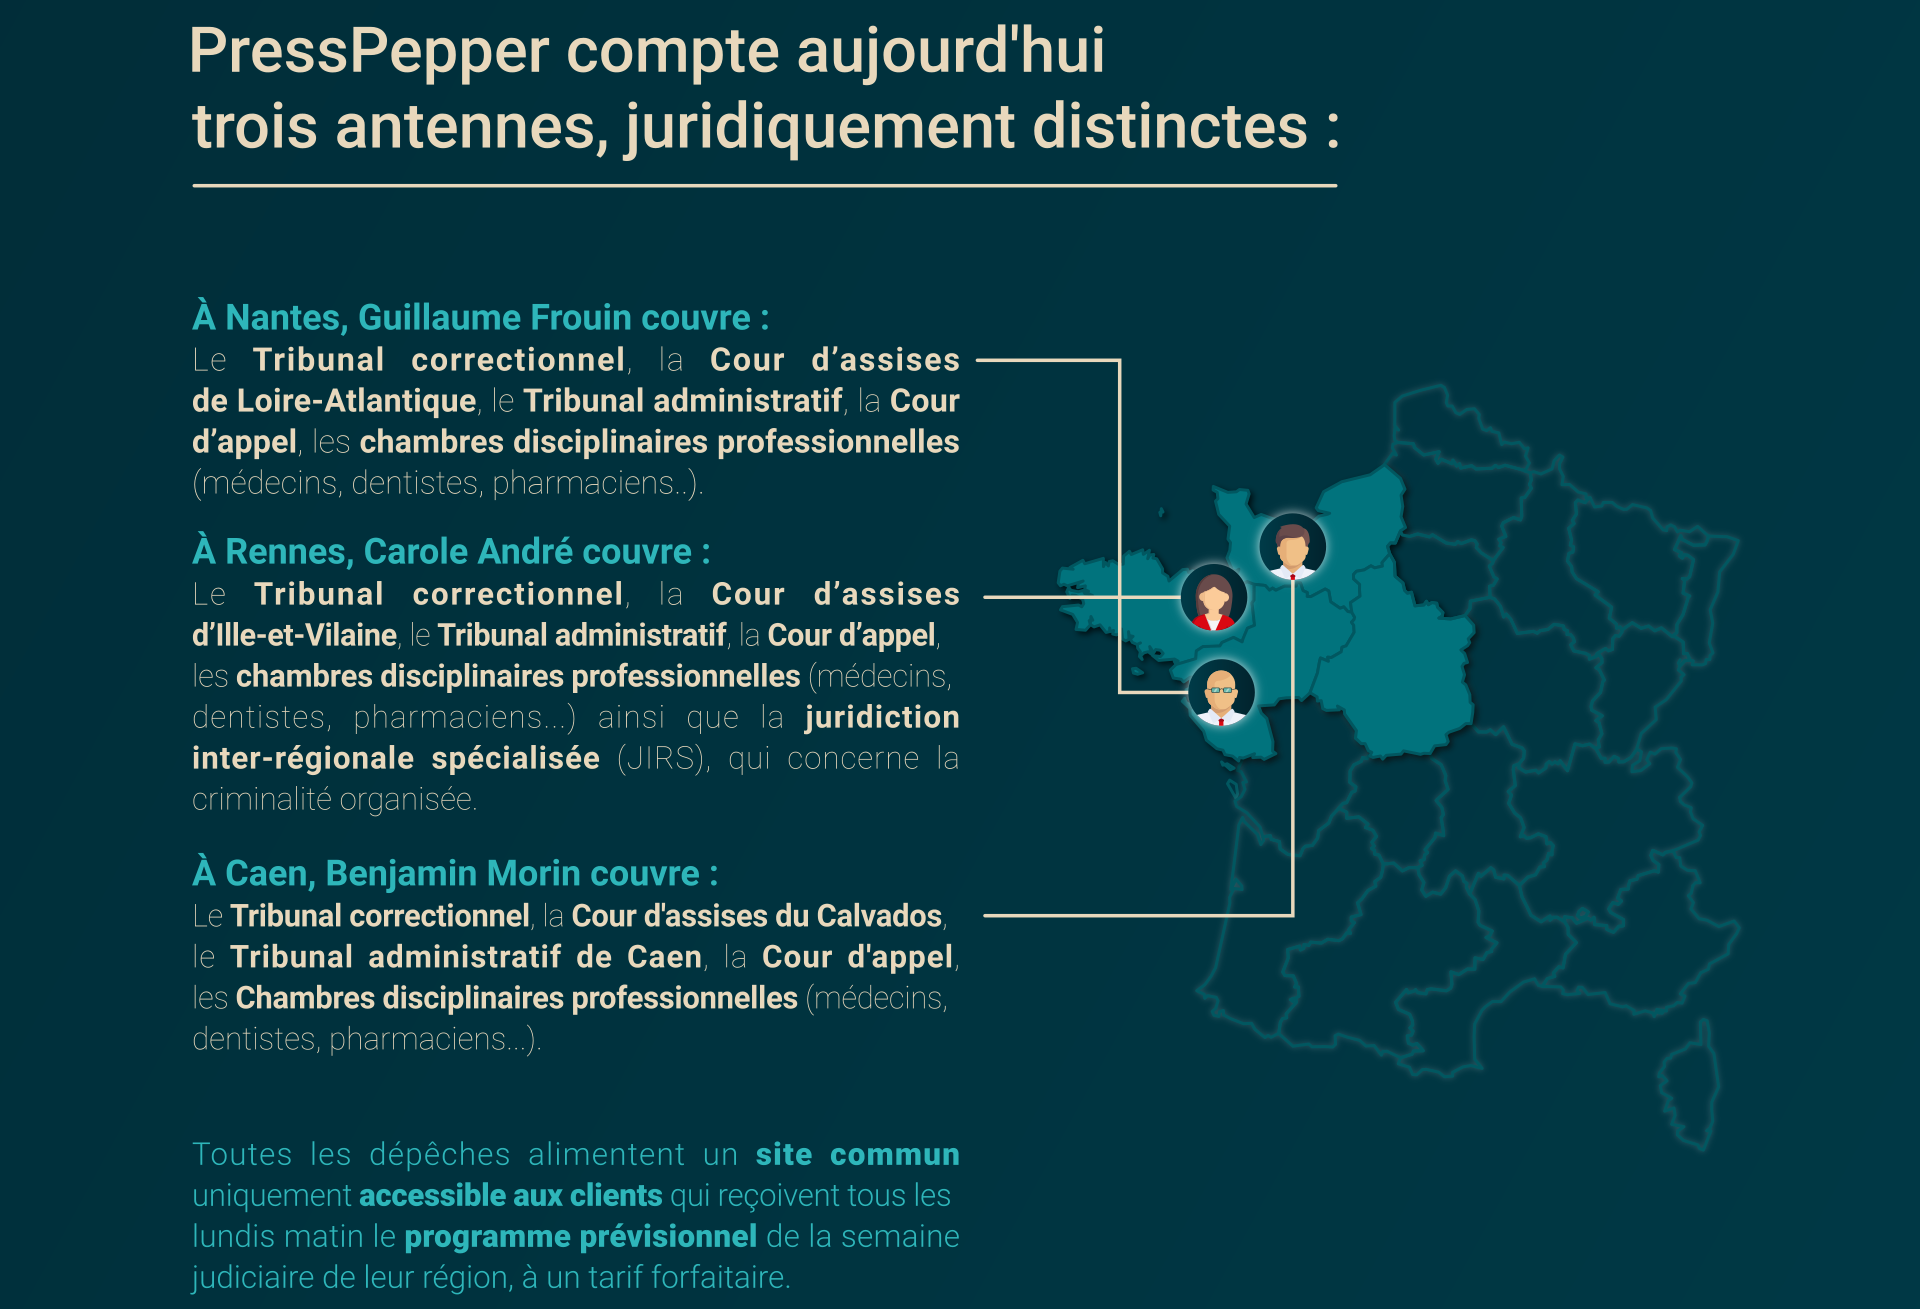 PressPepper compte aujourd'hui
trois antennes, juridiquement distinctes :
À Nantes, Guillaume Frouin couvre :
Le Tribunal correctionnel, la Cour d’assises
de Loire-Atlantique, le Tribunal administratif, la Cour
d’appel, les chambres disciplinaires professionnelles
(médecins, dentistes, pharmaciens..).
À Rennes, Carole André couvre :
Le Tribunal correctionnel, la Cour d’assises
d’Ille-et-Vilaine, le Tribunal administratif, la Cour d’appel,
les chambres disciplinaires professionnelles (médecins,
dentistes, pharmaciens...) ainsi que la juridiction
inter-régionale spécialisée (JIRS), qui concerne la
criminalité organisée.
À Caen, Benjamin Morin couvre :
Le Tribunal correctionnel, la Cour d'assises du Calvados,
le Tribunal administratif de Caen, la Cour d'appel,
les Chambres disciplinaires professionnelles (médecins,
dentistes, pharmaciens...).
Toutes les dépêches alimentent un site commun
uniquement accessible aux clients qui reçoivent tous les
lundis matin le programme prévisionnel de la semaine
judiciaire de leur région, à un tarif forfaitaire.